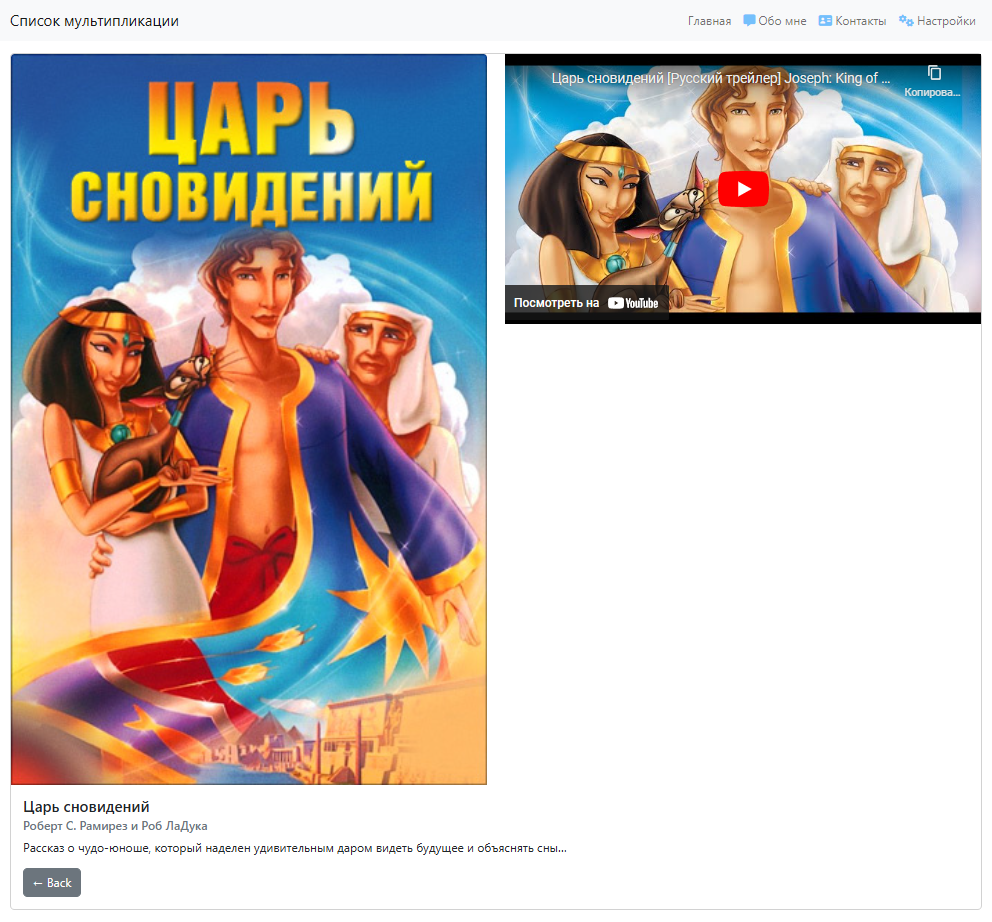 Список мультипликации
Главная Обо мне Контакты Настройки
ЦАРЬ
СНОВИДЕНИЙ
Царь сновидений [Русский трейлер] Joseph: King of ...
Копирова...
Посмотреть на YouTube
Царь сновидений
Роберт С. Рамирез и Роб ЛаДука
Рассказ о чудо-юноше, который наделен удивительным даром видеть будущее и объяснять сны...
← Back